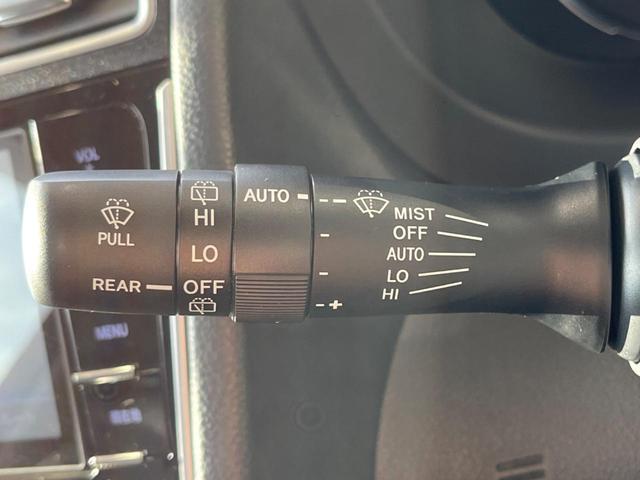 VOL
PULL
REAR
HI
LO
OFF
AUTO
-- 
-
-
-+
MIST
OFF
AUTO
LO
HI
MENU